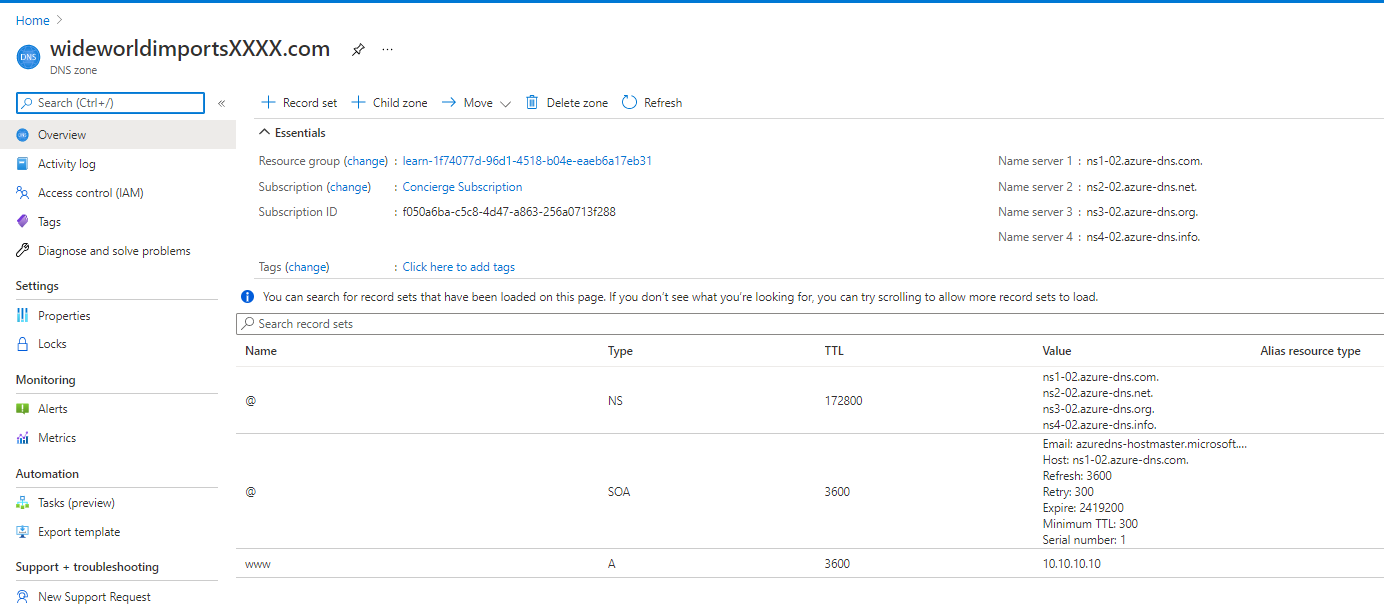 Home
wideworldimportsXXXX.com
DNS
DNS zone
Search (Ctrl+/)
«
Record set
Child zone
Move
Delete zone
Refresh
Overview
Activity log
Access control (IAM)
Tags
Diagnose and solve problems
Settings
Properties
Locks
Monitoring
Alerts
Metrics
Automation
Tasks (preview)
Export template
Support + troubleshooting
New Support Request
Essentials
Resource group (change) : learn-1f74077d-96d1-4518-b04e-eaeb6a17eb31
Subscription (change) : Concierge Subscription
Subscription ID : f050a6ba-c5c8-4d47-a863-256a0713f288
Tags (change) : Click here to add tags
Name server 1 : ns1-02.azure-dns.com.
Name server 2 : ns2-02.azure-dns.net.
Name server 3 : ns3-02.azure-dns.org.
Name server 4 : ns4-02.azure-dns.info.
You can search for record sets that have been loaded on this page. If you don't see what you're looking for, you can try scrolling to allow more record sets to load.
Search record sets
Name Type TTL Value Alias resource type
@ NS 172800
ns1-02.azure-dns.com.
ns2-02.azure-dns.net.
ns3-02.azure-dns.org.
ns4-02.azure-dns.info.
@ SOA 3600
Email: azuredns-hostmaster.microsoft....
Host: ns1-02.azure-dns.com.
Refresh: 3600
Retry: 300
Expire: 2419200
Minimum TTL: 300
Serial number: 1
www A 3600 10.10.10.10